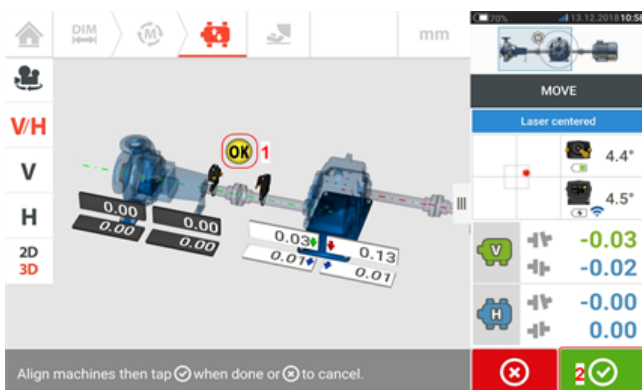 DIM
M
mm
70%
13.12.2018 10:58
MOVE
Laser centered
4.4°
4.5°
V/H
V
H
2D
3D
OK 1
0.00
0.00
0.00
0.00
0.03
0.13
0.01
0.01
V
-0.03
-0.02
H
-0.00
0.00
Align machines then tap when done or to cancel.
2